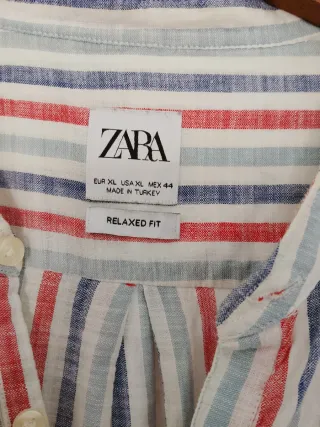 ZARA
EUR XL USA XL MEX 44
MADE IN TURKEY
RELAXED FIT